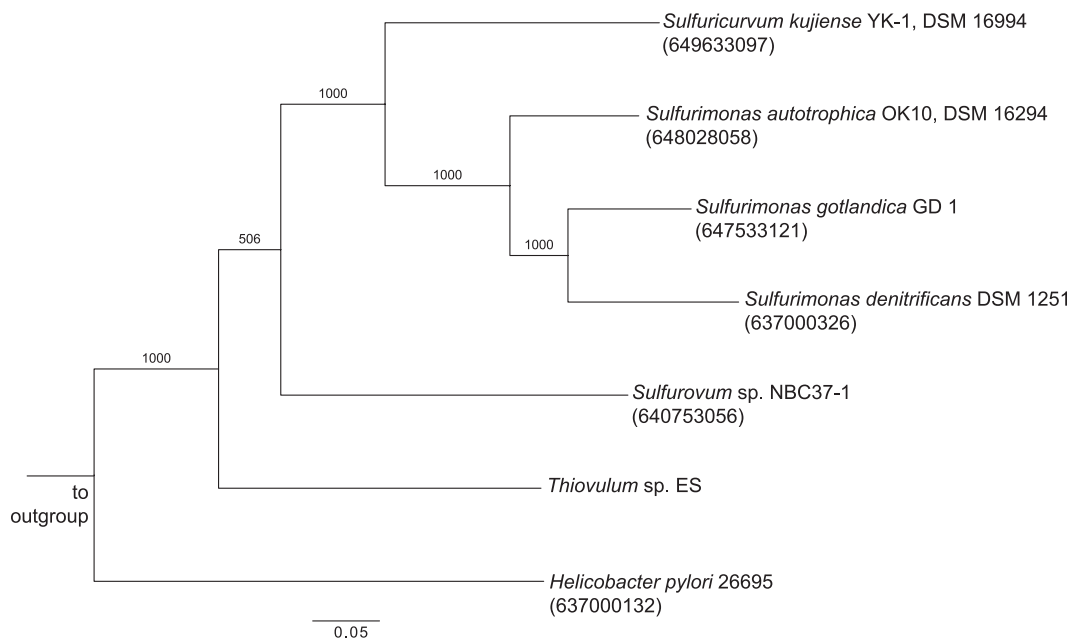 Sulfuricurvum kujiense YK-1, DSM 16994
(649633097)
1000
Sulfurimonas autotrophica OK10, DSM 16294
(648028058)
1000
Sulfurimonas gotlandica GD 1
(647533121)
506
1000
Sulfurimonas denitrificans DSM 1251
(637000326)
1000
Sulfurovum sp. NBC37-1
(640753056)
Thiovulum sp. ES
to
outgroup
Helicobacter pylori 26695
(637000132)
0.05